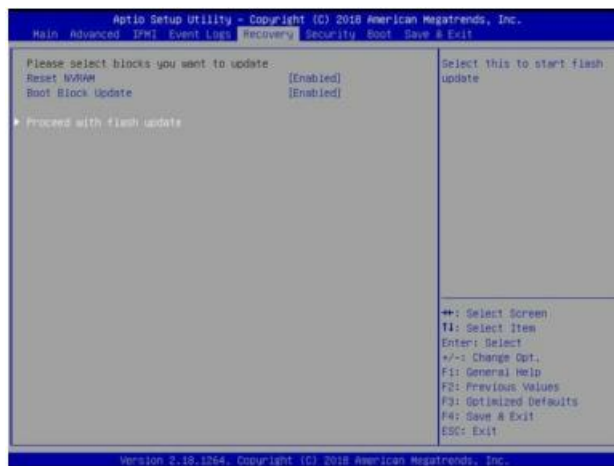 Aptio Setup Utility – Copyright (C) 2018 American Megatrends, Inc.
Main Advanced IPMI Event Logs Recovery Security Boot Save & Exit
Please select blocks you want to update
Reset NVRAM [Enabled]
Boot Block Update [Enabled]
Proceed with flash update
Select this to start flash
update
→←: Select Screen
↑↓: Select Item
Enter: Select
+/-: Change Opt.
F1: General Help
F2: Previous Values
F3: Optimized Defaults
F4: Save & Exit
ESC: Exit
Version 2.18.1264. Copyright (C) 2018 American Megatrends, Inc.